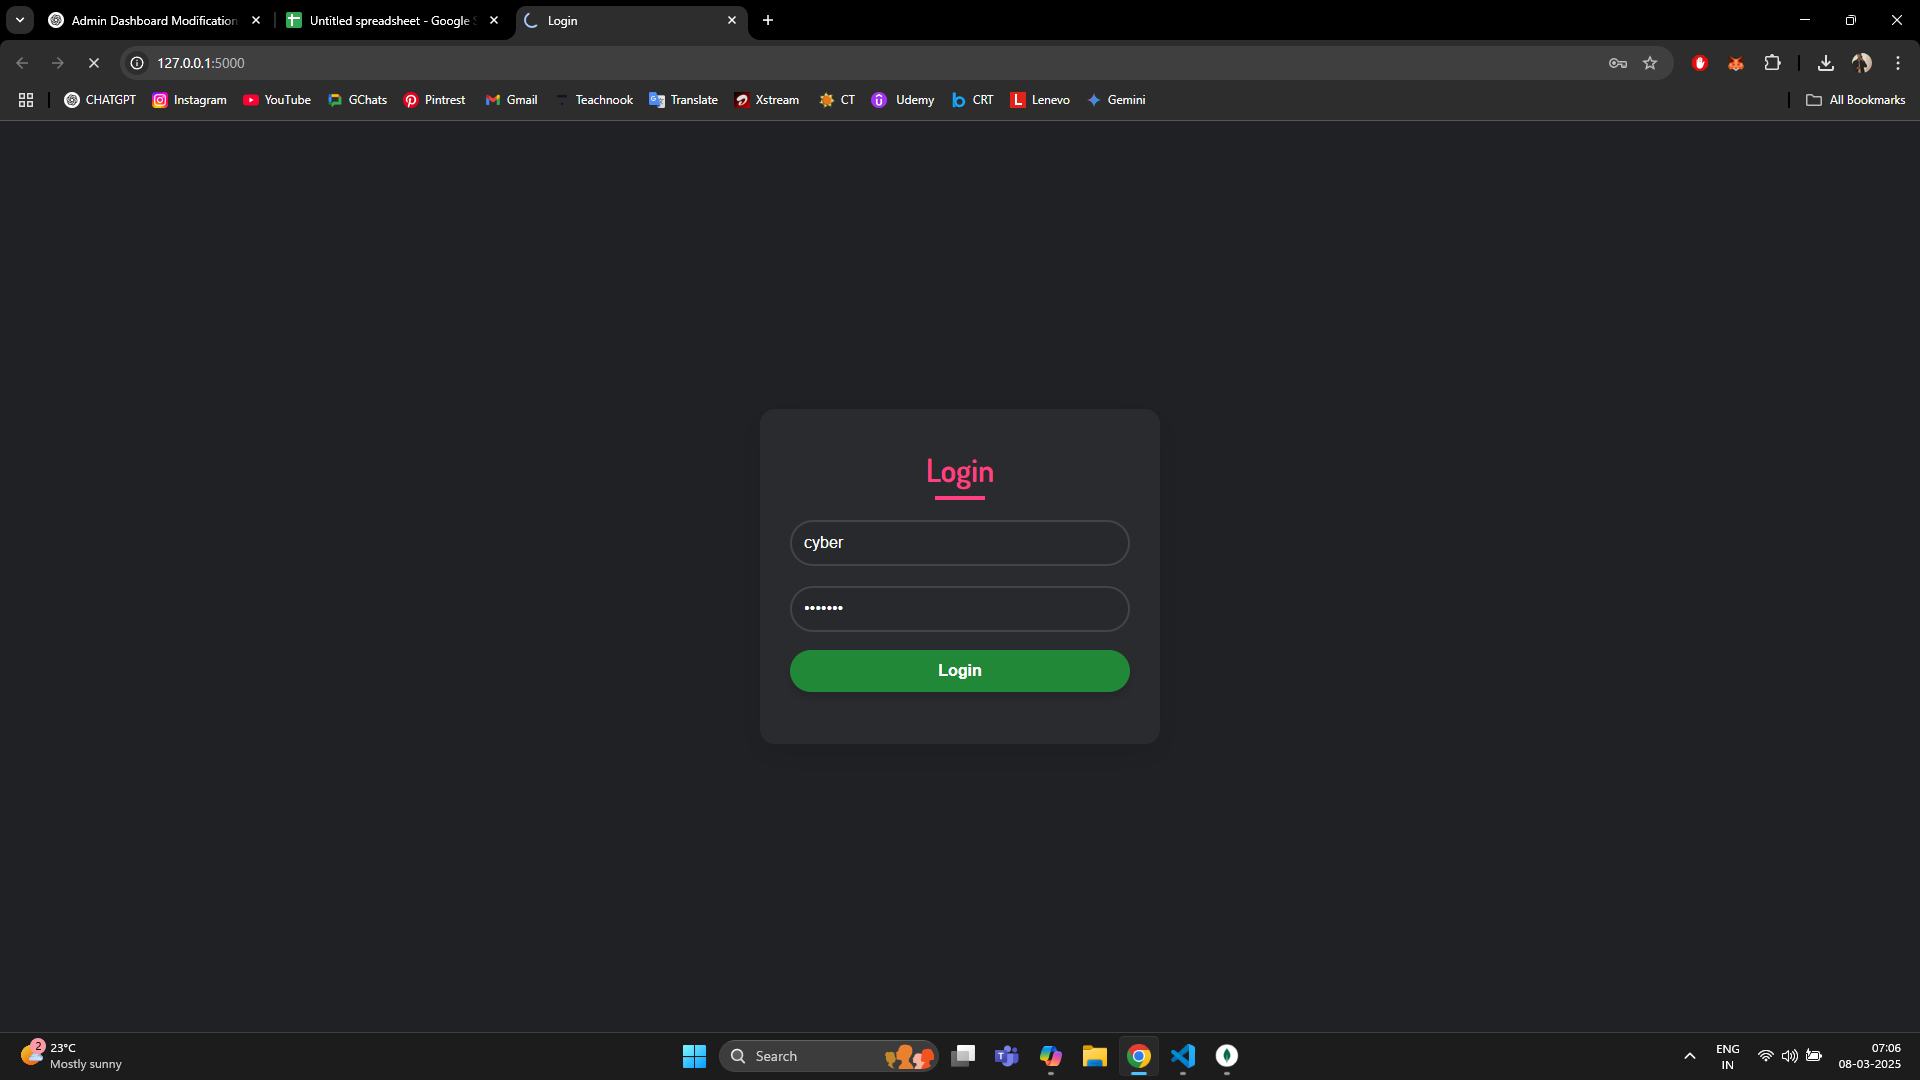 Admin Dashboard Modification
Untitled spreadsheet - Google S
Login
127.0.0.1:5000
CHATGPT
Instagram
YouTube
GChats
Pintrest
Gmail
Teachnook
Translate
Xstream
CT
Udemy
CRT
Lenevo
Gemini
All Bookmarks
Login
cyber
•••••••
Login
2
23°C
Mostly sunny
Search
ENG
IN
07:06
08-03-2025